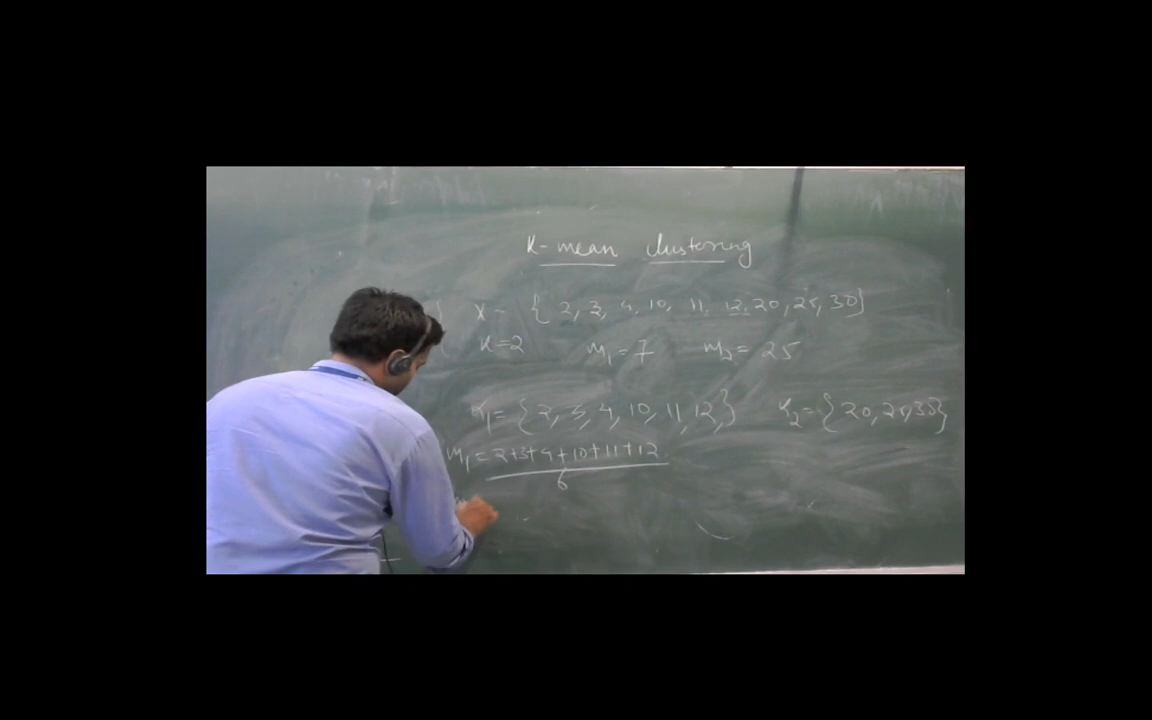 K-mean clustering
X = { 2, 3, 4, 10, 11, 12, 20, 25, 30}
K=2 m₁ = 7 m₂ = 25
K₁ = { 2, 3, 4, 10, 11, 12, } K₂ = { 20, 25, 30}
m₁ = 2+3+4+10+11+12
6